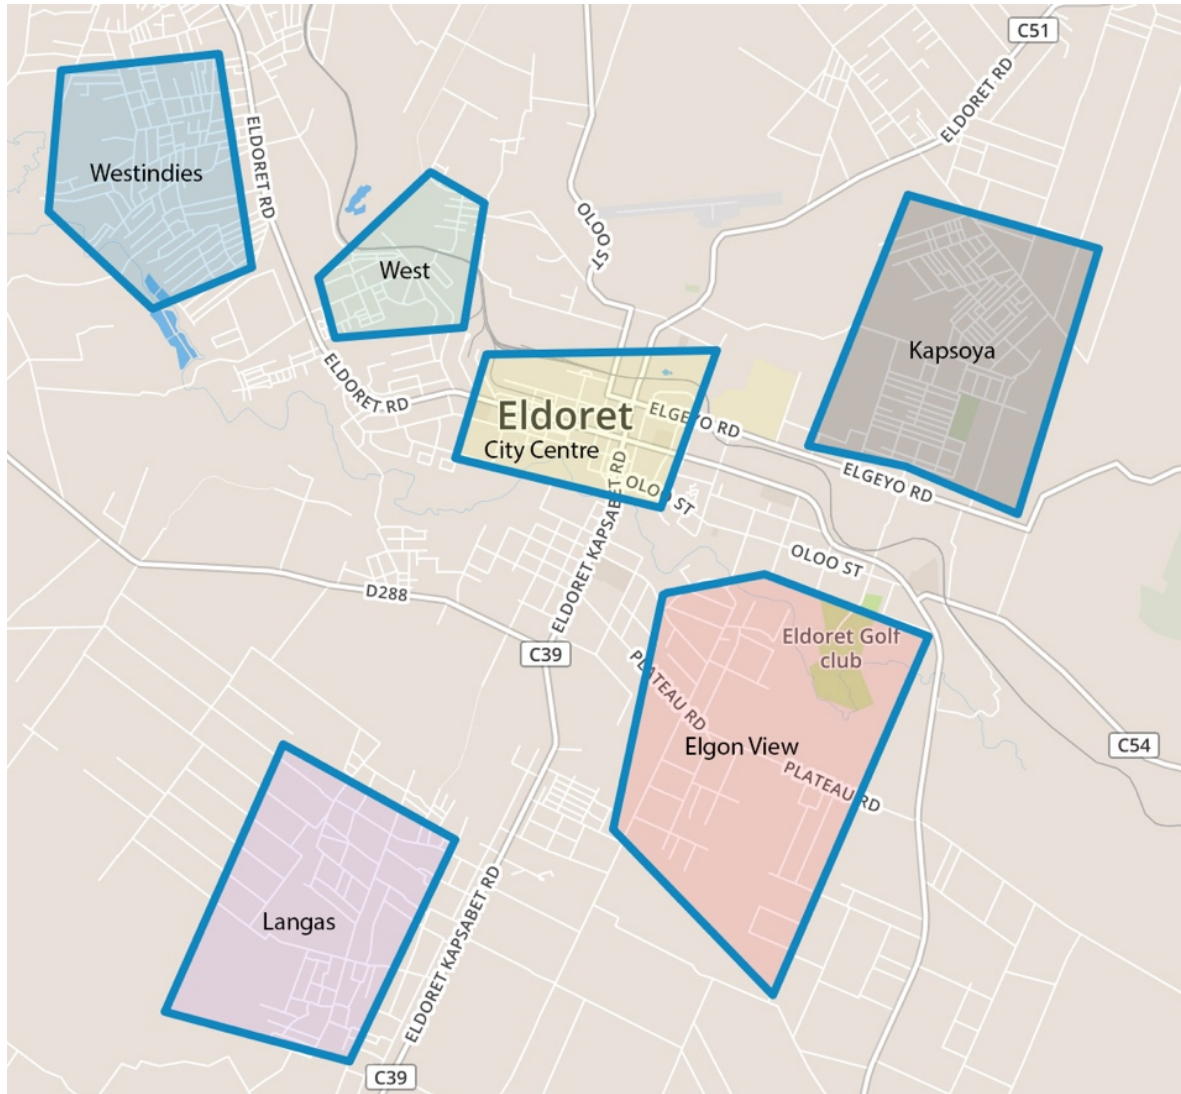 C51
ELDORET RD
ELDORET RD
Westindies
OLOO ST
West
Kapsoya
ELDORET RD
Eldoret
City Centre
ELGEYO RD
ELGEYO RD
OLOO ST
ELDORET KAPSABET RD
OLOO ST
D288
Eldoret Golf
club
C39
PLATEAU RD
Elgon View
C54
PLATEAU RD
Langas
ELDORET KAPSABET RD
C39